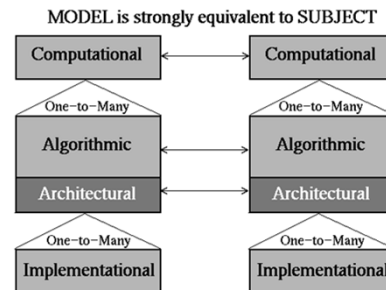 MODEL is strongly equivalent to SUBJECT
Computational
Computational
One-to-Many
One-to-Many
Algorithmic
Algorithmic
Architectural
Architectural
One-to-Many
One-to-Many
Implementational
Implementational